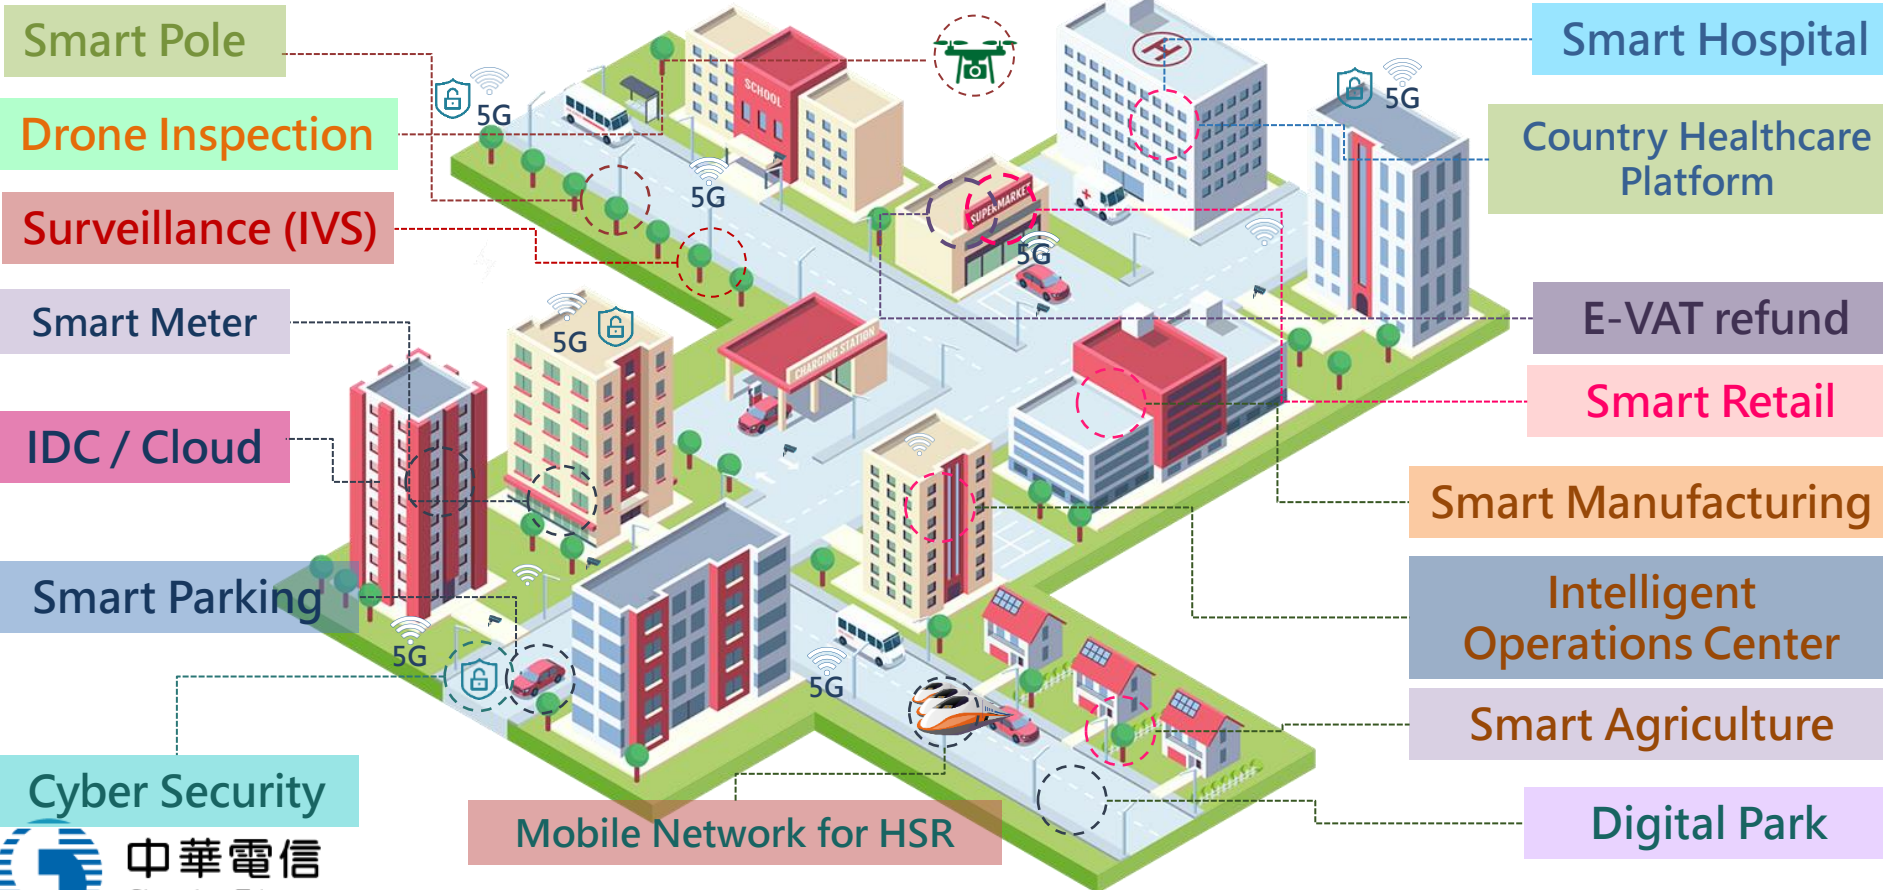 Smart Pole
Drone Inspection
Surveillance (IVS)
Smart Meter
IDC / Cloud
Smart Parking
Cyber Security
中華電信
5G
SCHOOL
5G
SUPERMARKET
5G
5G
5G
CHARGING STATION
5G
5G
Mobile Network for HSR
Smart Hospital
Country Healthcare
Platform
E-VAT refund
Smart Retail
Smart Manufacturing
Intelligent
Operations Center
Smart Agriculture
Digital Park